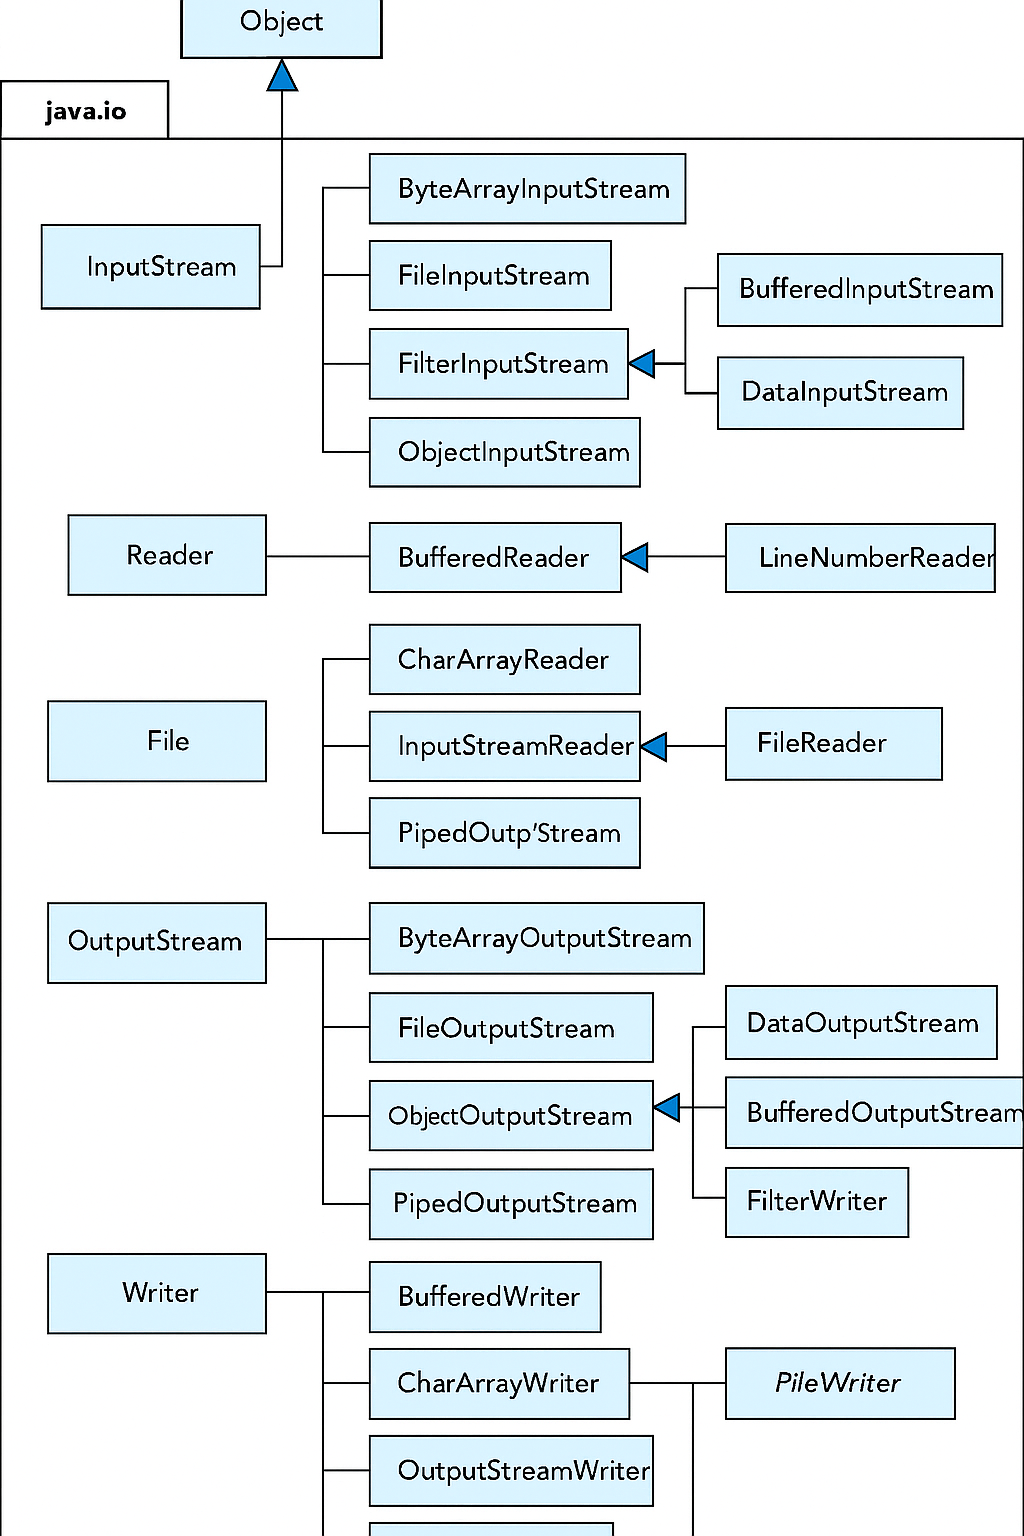 Object
java.io
ByteArrayInputStream
InputStream
FileInputStream
BufferedInputStream
FilterInputStream
DataInputStream
ObjectInputStream
Reader
BufferedReader
LineNumberReader
CharArrayReader
File
InputStreamReader
FileReader
PipedOutp'Stream
OutputStream
ByteArrayOutputStream
FileOutputStream
DataOutputStream
ObjectOutputStream
BufferedOutputStream
PipedOutputStream
FilterWriter
Writer
BufferedWriter
CharArrayWriter
PileWriter
OutputStreamWriter